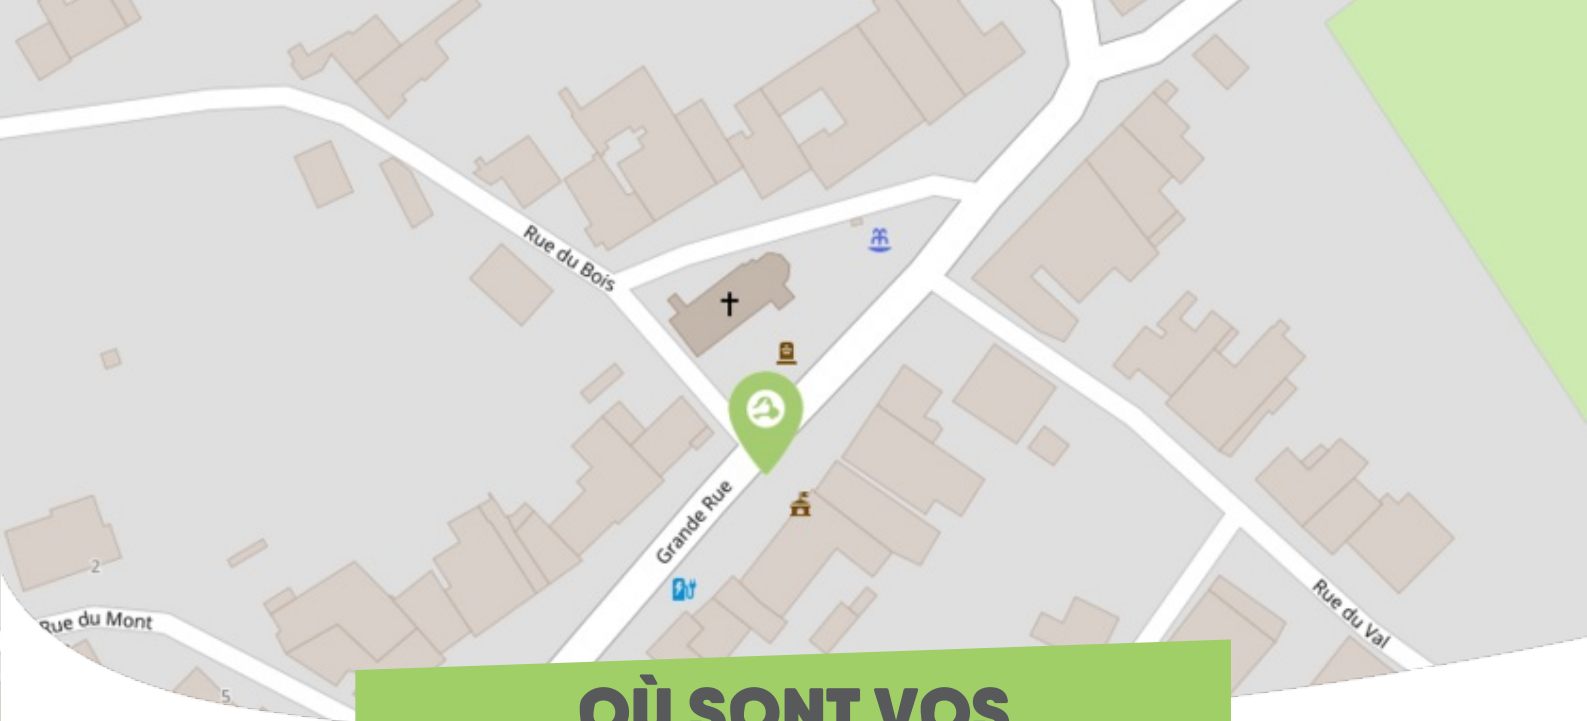 Rue du Bois
Grande Rue
2
Rue du Mont
Rue du Val
5
OÙ SONT VOS